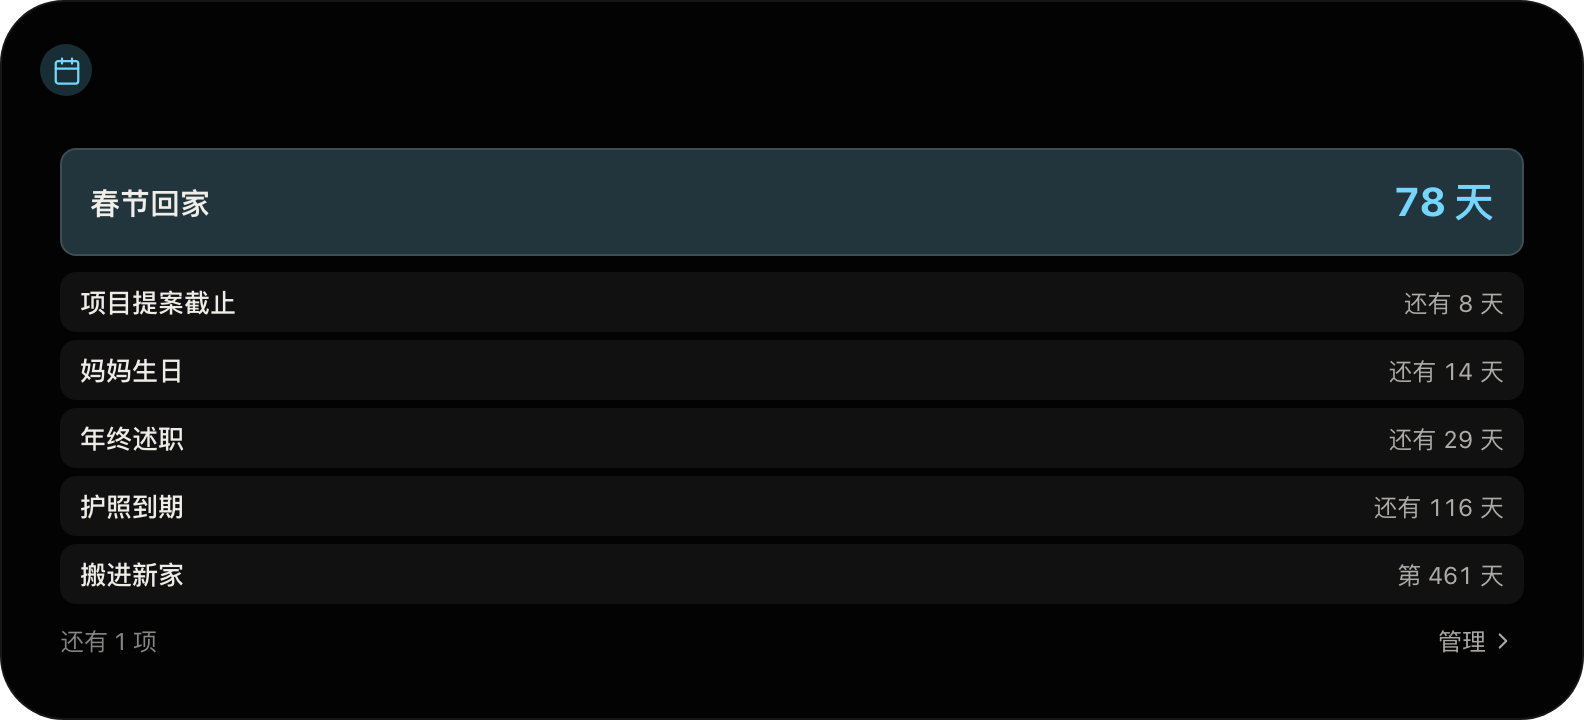 春节回家 78 天
项目提案截止 还有 8 天
妈妈生日 还有 14 天
年终述职 还有 29 天
护照到期 还有 116 天
搬进新家 第 461 天
还有 1 项 管理